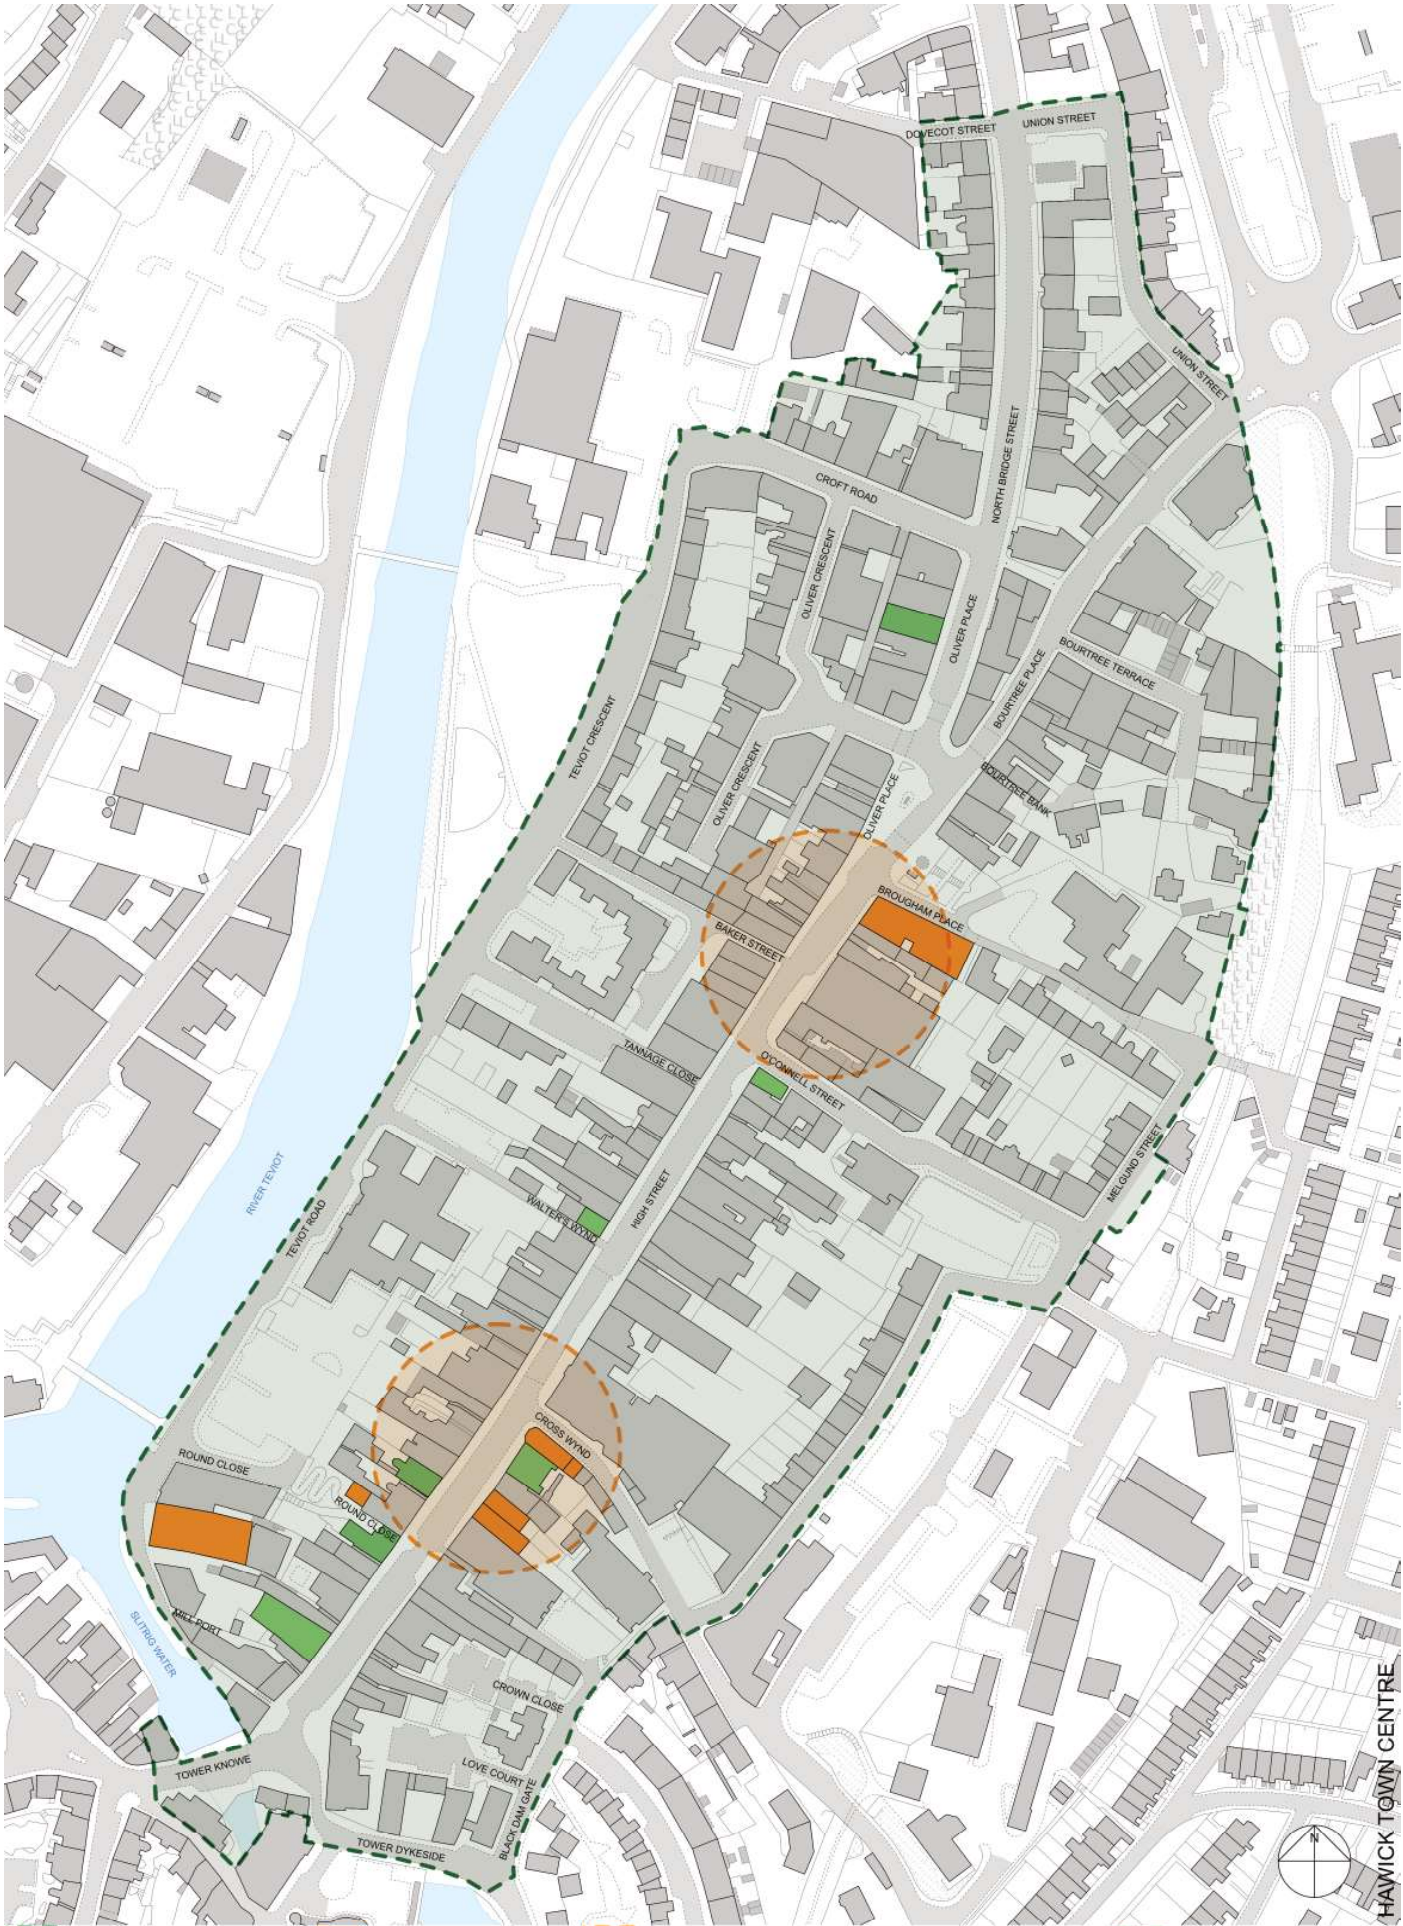 DOVECOT STREET
UNION STREET
UNION STREET
NORTH BRIDGE STREET
CROFT ROAD
OLIVER CRESCENT
OLIVER PLACE
BOURTREE PLACE
BOURTREE TERRACE
TEVIOT CRESCENT
OLIVER CRESCENT
OLIVER PLACE
BOURTREE BANK
BROUGHAM PLACE
BAKER STREET
TANNAGE CLOSE
O'CONNELL STREET
MELGUND STREET
RIVER TEVIOT
TEVIOT ROAD
WALTER'S WYND
HIGH STREET
CROSS WYND
ROUND CLOSE
ROUND CLOSE
MILL PORT
SLITRIG WATER
CROWN CLOSE
LOVE COURT
TOWER KNOWE
BLACK DAM GATE
TOWER DYKESIDE
N
HAWICK TOWN CENTRE